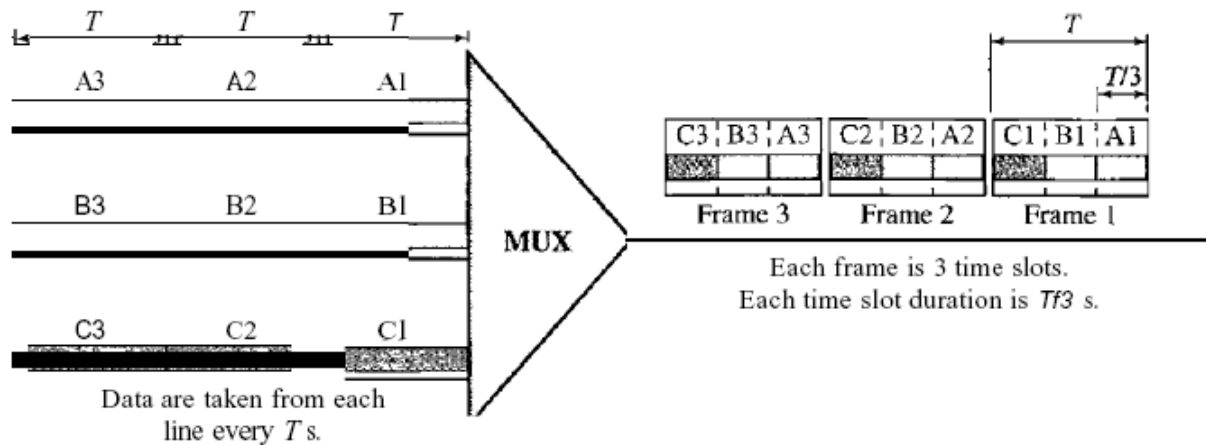 T T T
A3 A2 A1
B3 B2 B1
C3 C2 C1
Data are taken from each
line every T s.
MUX
T
T/3
C3 B3 A3 C2 B2 A2 C1 B1 A1
Frame 3 Frame 2 Frame 1
Each frame is 3 time slots.
Each time slot duration is Tf3 s.